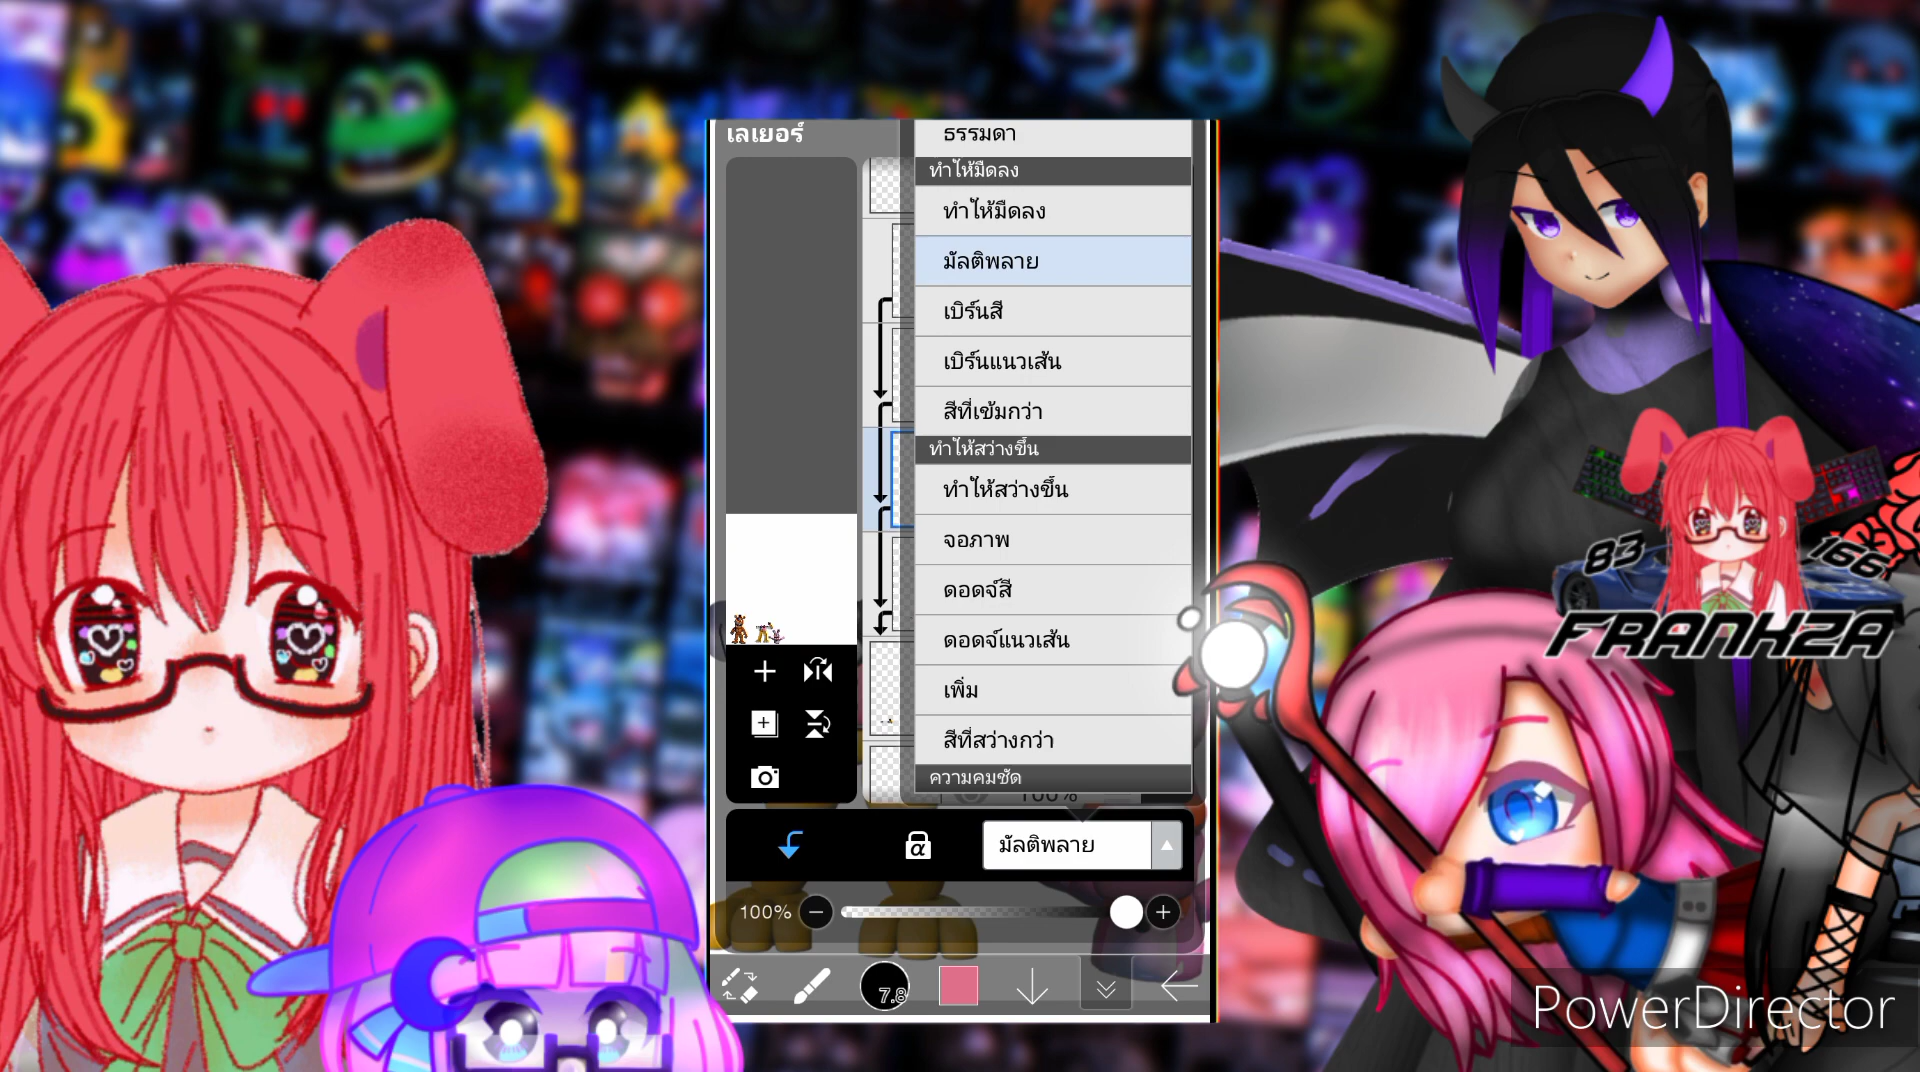 เลเยอร์
ธรรมดา
ทำให้มืดลง
ทำให้มืดลง
มัลติพลาย
เบิร์นสี
เบิร์นแนวเส้น
สีที่เข้มกว่า
ทำให้สว่างขึ้น
ทำให้สว่างขึ้น
จอภาพ
ดอดจ์สี
ดอดจ์แนวเส้น
เพิ่ม
สีที่สว่างกว่า
ความคมชัด
100%
α
มัลติพลาย
100%
7.8
83
166
FRANKZA
PowerDirector